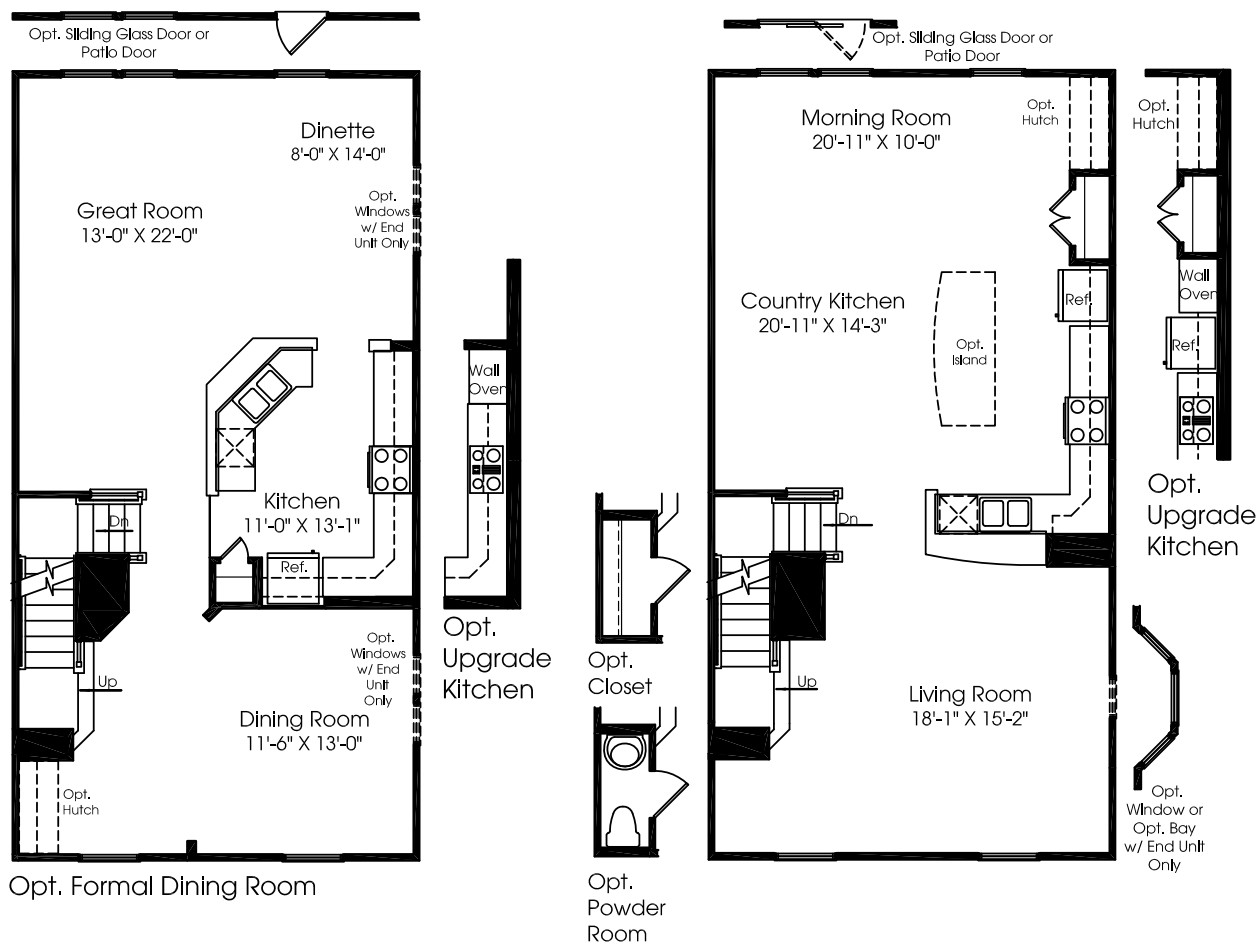 Opt. Sliding Glass Door or
Patio Door
Dinette
8'-0" X 14'-0"
Great Room
13'-0" X 22'-0"
Opt.
Windows
w/ End
Unit Only
Kitchen
11'-0" X 13'-1"
Dn
Ref.
Up
Opt.
Windows
w/ End
Unit
Only
Dining Room
11'-6" X 13'-0"
Opt.
Hutch
Opt. Formal Dining Room
Wall
Oven
Opt.
Upgrade
Kitchen
Opt.
Closet
Opt.
Powder
Room
Opt. Sliding Glass Door or
Patio Door
Morning Room
20'-11" X 10'-0"
Opt.
Hutch
Country Kitchen
20'-11" X 14'-3"
Ref.
Opt.
Island
Dn
Up
Living Room
18'-1" X 15'-2"
Opt.
Hutch
Wall
Oven
Ref.
Opt.
Upgrade
Kitchen
Opt.
Window or
Opt. Bay
w/ End Unit
Only